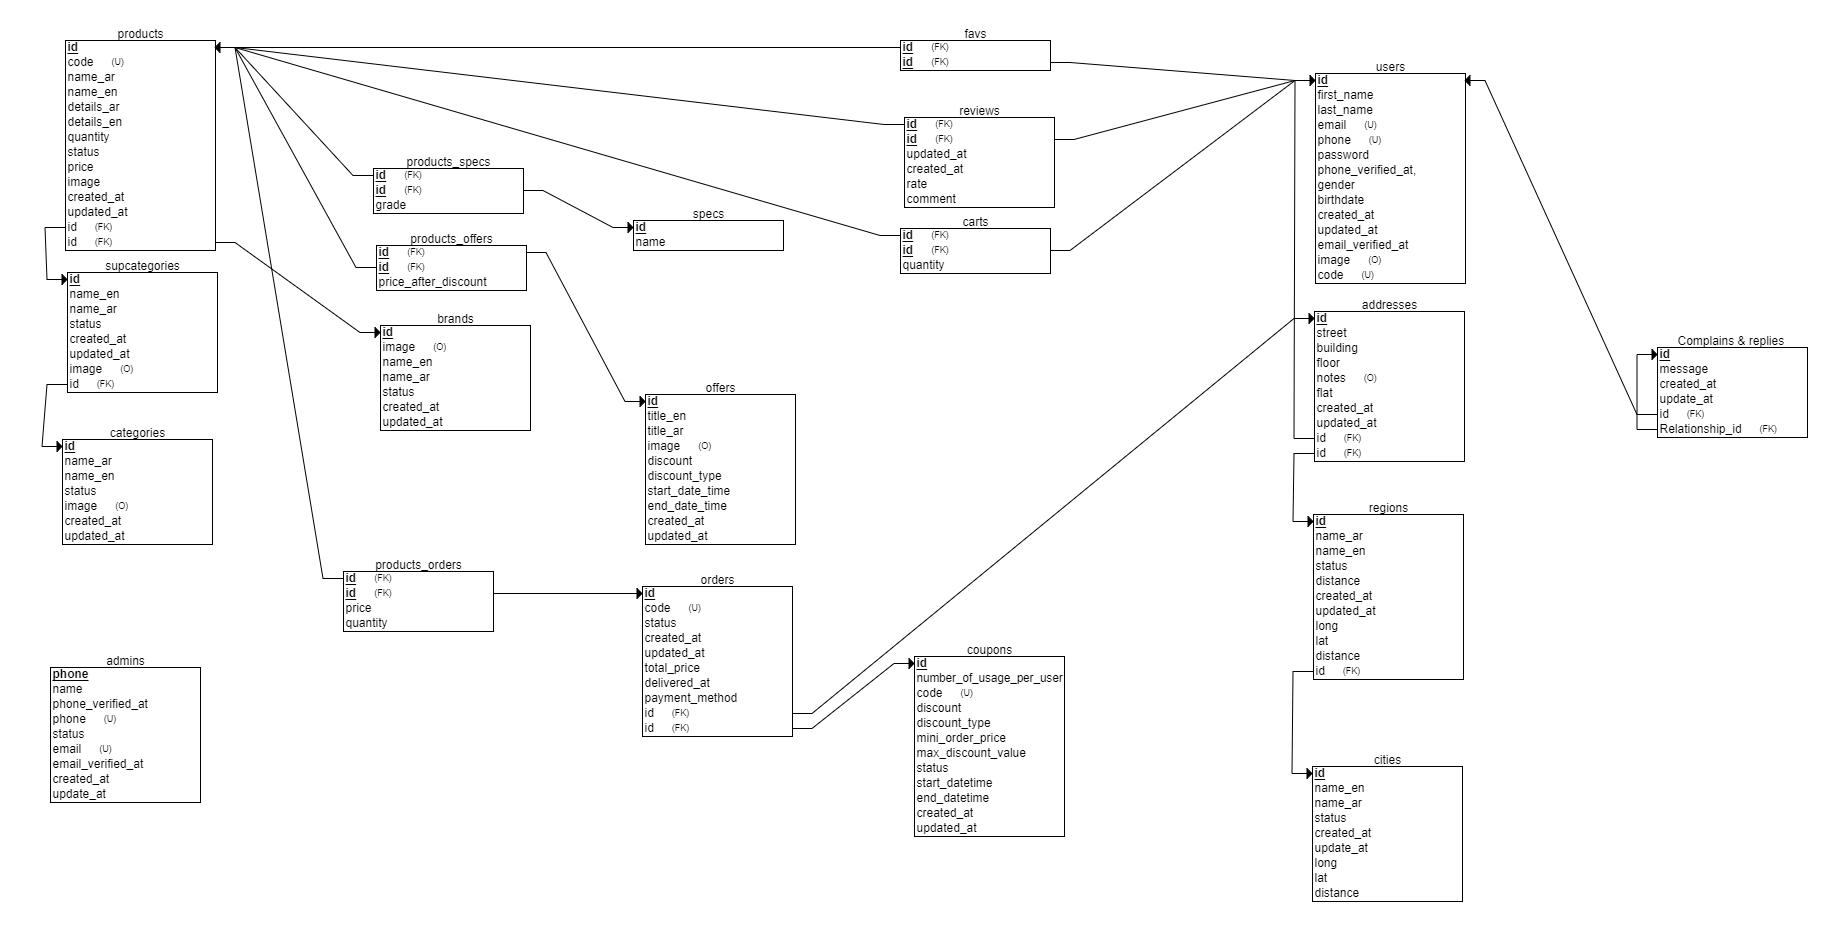 products
id
code (U)
name_ar
name_en
details_ar
details_en
quantity
status
price
image
created_at
updated_at
id (FK)
id (FK)
supcategories
id
name_en
name_ar
status
created_at
updated_at
image (O)
id (FK)
categories
id
name_ar
name_en
status
image (O)
created_at
updated_at
admins
phone
name
phone_verified_at
phone (U)
status
email (U)
email_verified_at
created_at
update_at
products_specs
id (FK)
id (FK)
grade
products_offers
id (FK)
id (FK)
price_after_discount
brands
id
image (O)
name_en
name_ar
status
created_at
updated_at
products_orders
id (FK)
id (FK)
price
quantity
specs
id
name
offers
id
title_en
title_ar
image (O)
discount
discount_type
start_date_time
end_date_time
created_at
updated_at
orders
id
code (U)
status
created_at
updated_at
total_price
delivered_at
payment_method
id (FK)
id (FK)
favs
id (FK)
id (FK)
reviews
id (FK)
id (FK)
updated_at
created_at
rate
comment
carts
id (FK)
id (FK)
quantity
coupons
id
number_of_usage_per_user
code (U)
discount
discount_type
mini_order_price
max_discount_value
status
start_datetime
end_datetime
created_at
updated_at
users
id
first_name
last_name
email (U)
phone (U)
password
phone_verified_at,
gender
birthdate
created_at
updated_at
email_verified_at
image (O)
code (U)
addresses
id
street
building
floor
notes (O)
flat
created_at
updated_at
id (FK)
id (FK)
regions
id
name_ar
name_en
status
distance
created_at
updated_at
long
lat
distance
id (FK)
cities
id
name_en
name_ar
status
created_at
update_at
long
lat
distance
Complains & replies
id
message
created_at
update_at
id (FK)
Relationship_id (FK)